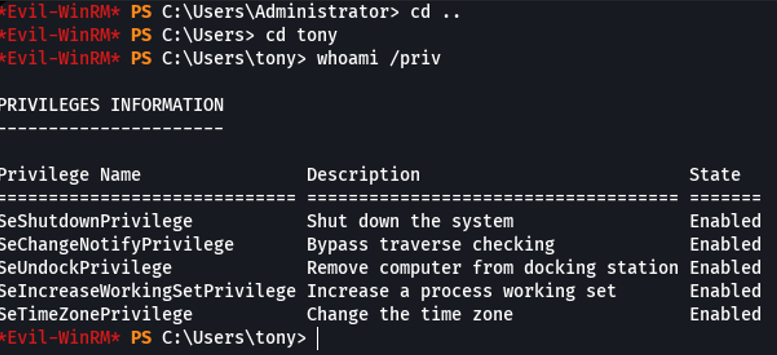 *Evil-WinRM* PS C:\Users\Administrator> cd ..
*Evil-WinRM* PS C:\Users> cd tony
*Evil-WinRM* PS C:\Users\tony> whoami /priv
PRIVILEGES INFORMATION
----------------------
Privilege Name                Description                          State
============================= ==================================== =======
SeShutdownPrivilege           Shut down the system                 Enabled
SeChangeNotifyPrivilege       Bypass traverse checking             Enabled
SeUndockPrivilege             Remove computer from docking station Enabled
SeIncreaseWorkingSetPrivilege Increase a process working set       Enabled
SeTimeZonePrivilege           Change the time zone                 Enabled
*Evil-WinRM* PS C:\Users\tony>